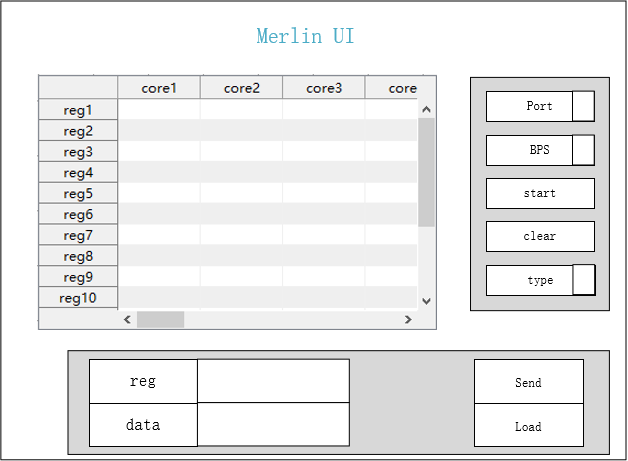 Merlin UI
core1 core2 core3 core
reg1
reg2
reg3
reg4
reg5
reg6
reg7
reg8
reg9
reg10
Port
BPS
start
clear
type
reg
data
Send
Load